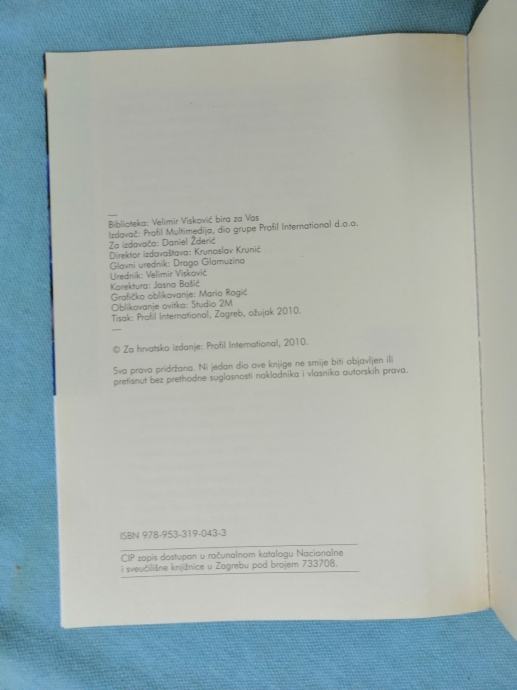 —
Biblioteka: Velimir Visković bira za Vas
Izdavač: Profil Multimedija, dio grupe Profil International d.o.o.
Za izdavača: Daniel Žderić
Direktor izdavaštava: Krunoslav Krunić
Glavni urednik: Drago Glamuzina
Urednik: Velimir Visković
Korektura: Jasna Bašić
Grafičko oblikovanje: Mario Rogić
Oblikovanje ovitka: Studio 2M
Tisak: Profil International, Zagreb, ožujak 2010.
—
© Za hrvatsko izdanje: Profil International, 2010.
Sva prava pridržana. Ni jedan dio ove knjige ne smije biti objavljen ili
pretisnut bez prethodne suglasnosti nakladnika i vlasnika autorskih prava.
ISBN 978-953-319-043-3
CIP zapis dostupan u računalnom katalogu Nacionalne
i sveučilišne knjižnice u Zagrebu pod brojem 733708.